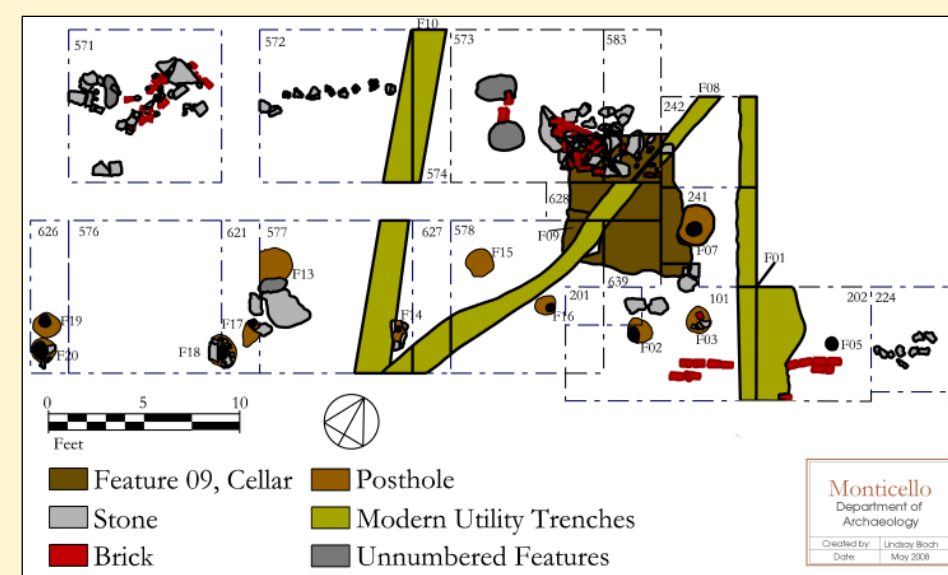 F10
571
572
573
583
F08
242
574
628
241
626
576
621
577
627
578
F09
F07
F15
F13
F01
639
201
101
202
224
F19
F17
F14
F16
F02
F03
F05
F20
F18
0
5
10
Feet
Feature 09, Cellar
Posthole
Stone
Modern Utility Trenches
Brick
Unnumbered Features
Monticello
Department of
Archaeology
Created by: Lindsay Bloch
Date: May 2008